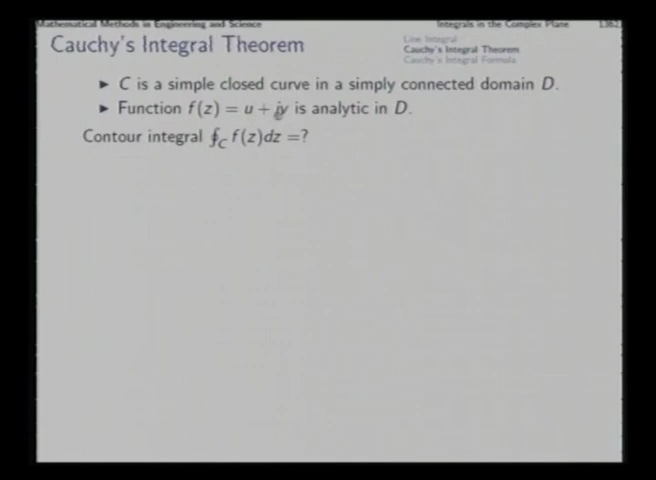 Mathematical Methods in Engineering and Science
Integrals in the Complex Plane
Line Integral
Cauchy's Integral Theorem
Cauchy's Integral Formula
Cauchy's Integral Theorem
► C is a simple closed curve in a simply connected domain D.
► Function f(z) = u + iv is analytic in D.
Contour integral ∮_C f(z)dz =?